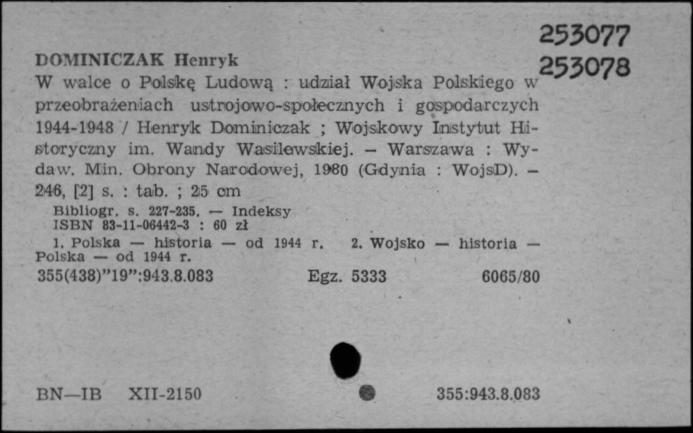 253077
DOMINICZAK Henryk
253078
W walce o Polskę Ludową : udział Wojska Polskiego w
przeobrażeniach ustrojowo-społecznych i gospodarczych
1944-1948 / Henryk Dominiczak ; Wojskowy Instytut Hi-
storyczny im. Wandy Wasilewskiej. — Warszawa : Wy-
daw. Min. Obrony Narodowej, 1980 (Gdynia : WojsD). —
246, [2] s. : tab. ; 25 cm
Bibliogr. s. 227-235. — Indeksy
ISBN 83-11-06442-3 : 60 zł
1. Polska — historia — od 1944 r. 2. Wojsko — historia —
Polska — od 1944 r.
355(438)"19":943.8.083 Egz. 5333 6065/80
BN—IB XII-2150 355:943.8.083